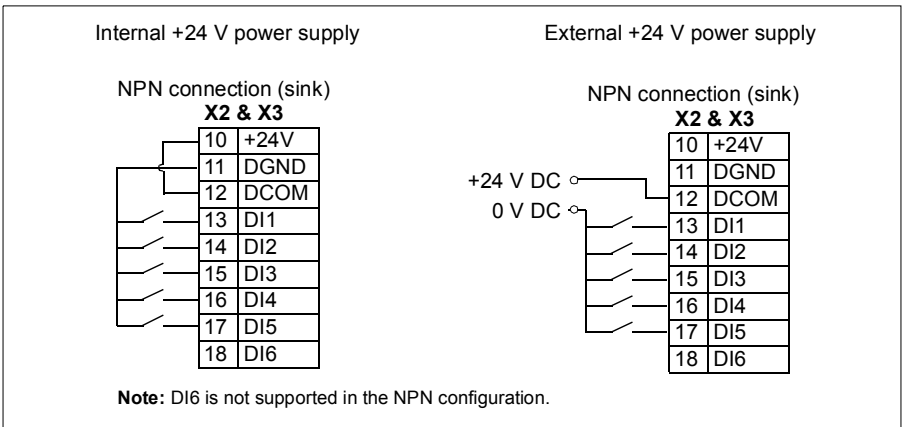 Internal +24 V power supply
NPN connection (sink)
X2 & X3
10 +24V
11 DGND
12 DCOM
13 DI1
14 DI2
15 DI3
16 DI4
17 DI5
18 DI6
External +24 V power supply
NPN connection (sink)
X2 & X3
+24 V DC
0 V DC
10 +24V
11 DGND
12 DCOM
13 DI1
14 DI2
15 DI3
16 DI4
17 DI5
18 DI6
Note: DI6 is not supported in the NPN configuration.